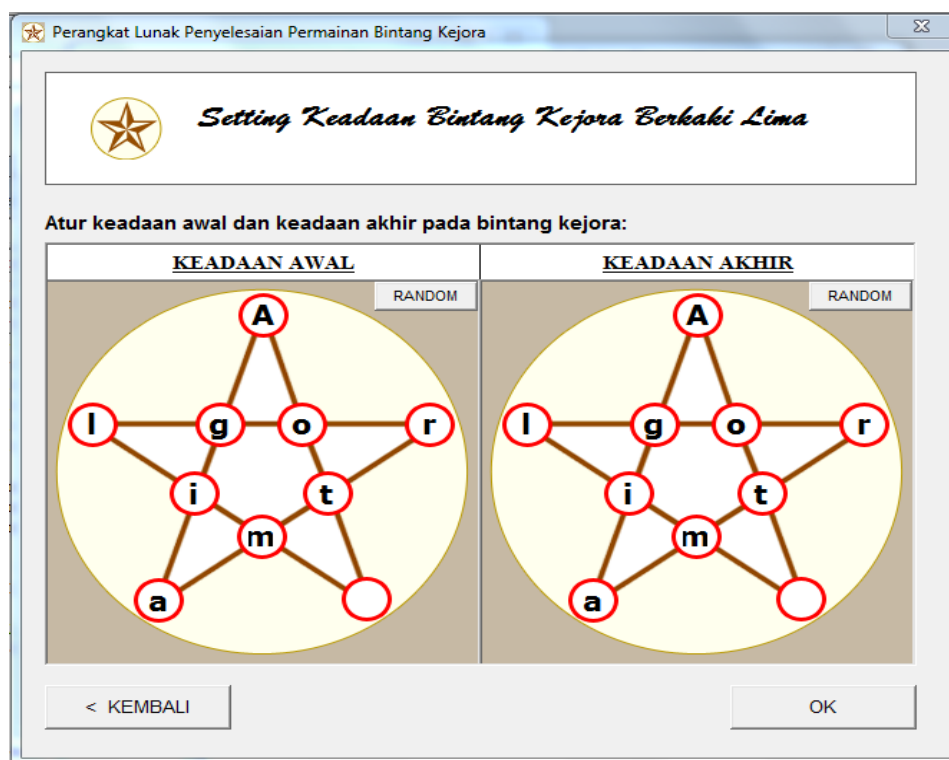 Perangkat Lunak Penyelesaian Permainan Bintang Kejora
Setting Keadaan Bintang Kejora Berkaki Lima
Atur keadaan awal dan keadaan akhir pada bintang kejora:
KEADAAN AWAL
RANDOM
A
l g o r
i t
m
a
KEADAAN AKHIR
RANDOM
A
l g o r
i t
m
a
< KEMBALI
OK